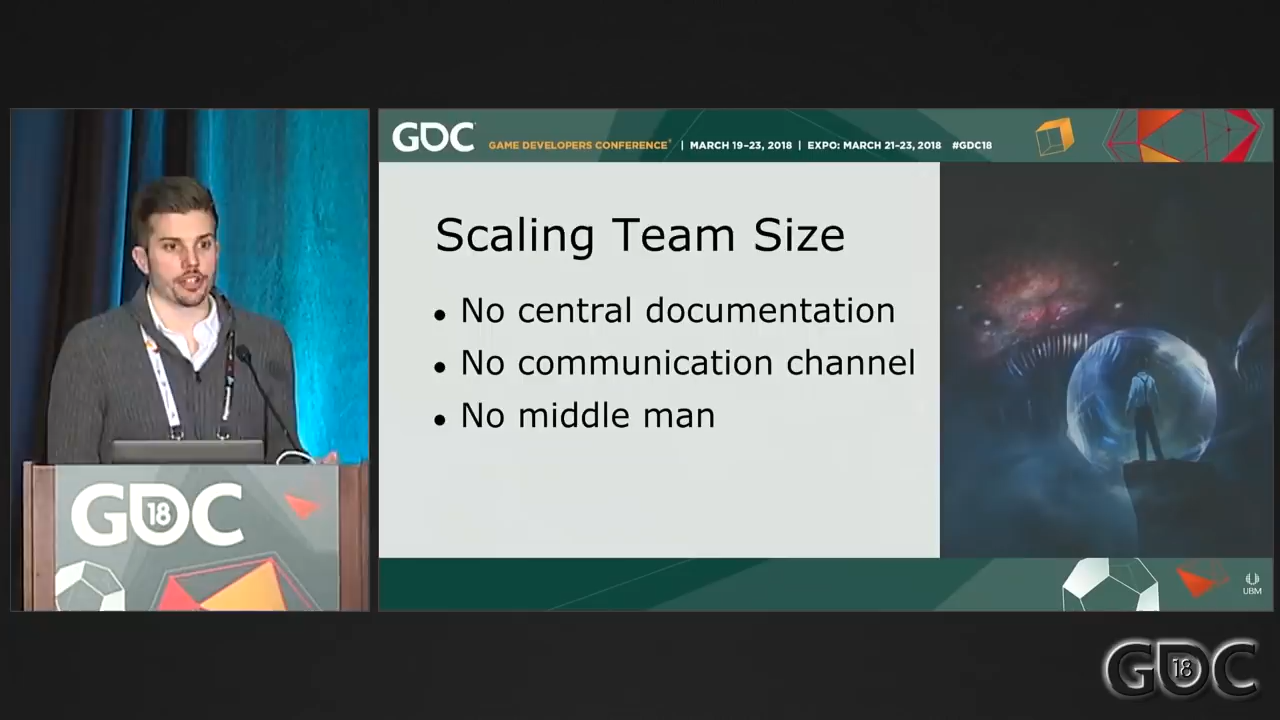 GDC
GAME DEVELOPERS CONFERENCE® | MARCH 19–23, 2018 | EXPO: MARCH 21–23, 2018 #GDC18
Scaling Team Size
• No central documentation
• No communication channel
• No middle man
GDC
18
UBM
GDC
18